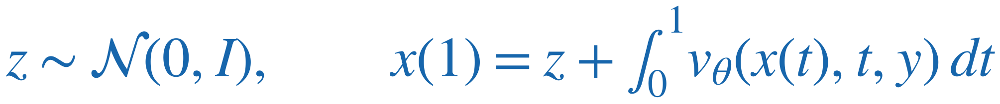 z ∼ 𝒩(0, I), x(1) = z + ∫₀¹ v_θ(x(t), t, y) dt